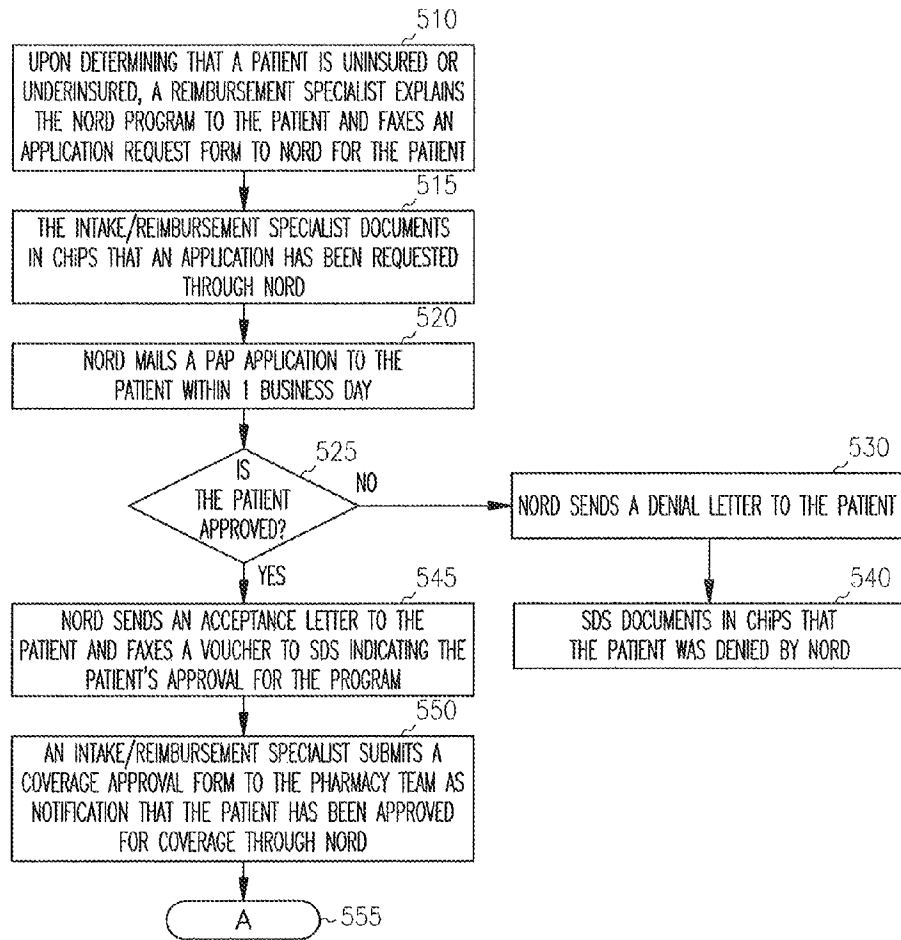 510
UPON DETERMINING THAT A PATIENT IS UNINSURED OR
UNDERINSURED, A REIMBURSEMENT SPECIALIST EXPLAINS
THE NORD PROGRAM TO THE PATIENT AND FAXES AN
APPLICATION REQUEST FORM TO NORD FOR THE PATIENT
515
THE INTAKE/REIMBURSEMENT SPECIALIST DOCUMENTS
IN CHiPS THAT AN APPLICATION HAS BEEN REQUESTED
THROUGH NORD
520
NORD MAILS A PAP APPLICATION TO THE
PATIENT WITHIN 1 BUSINESS DAY
525
IS
THE PATIENT
APPROVED?
NO
YES
530
NORD SENDS A DENIAL LETTER TO THE PATIENT
540
SDS DOCUMENTS IN CHiPS THAT
THE PATIENT WAS DENIED BY NORD
545
NORD SENDS AN ACCEPTANCE LETTER TO THE
PATIENT AND FAXES A VOUCHER TO SDS INDICATING THE
PATIENT'S APPROVAL FOR THE PROGRAM
550
AN INTAKE/REIMBURSEMENT SPECIALIST SUBMITS A
COVERAGE APPROVAL FORM TO THE PHARMACY TEAM AS
NOTIFICATION THAT THE PATIENT HAS BEEN APPROVED
FOR COVERAGE THROUGH NORD
A
555